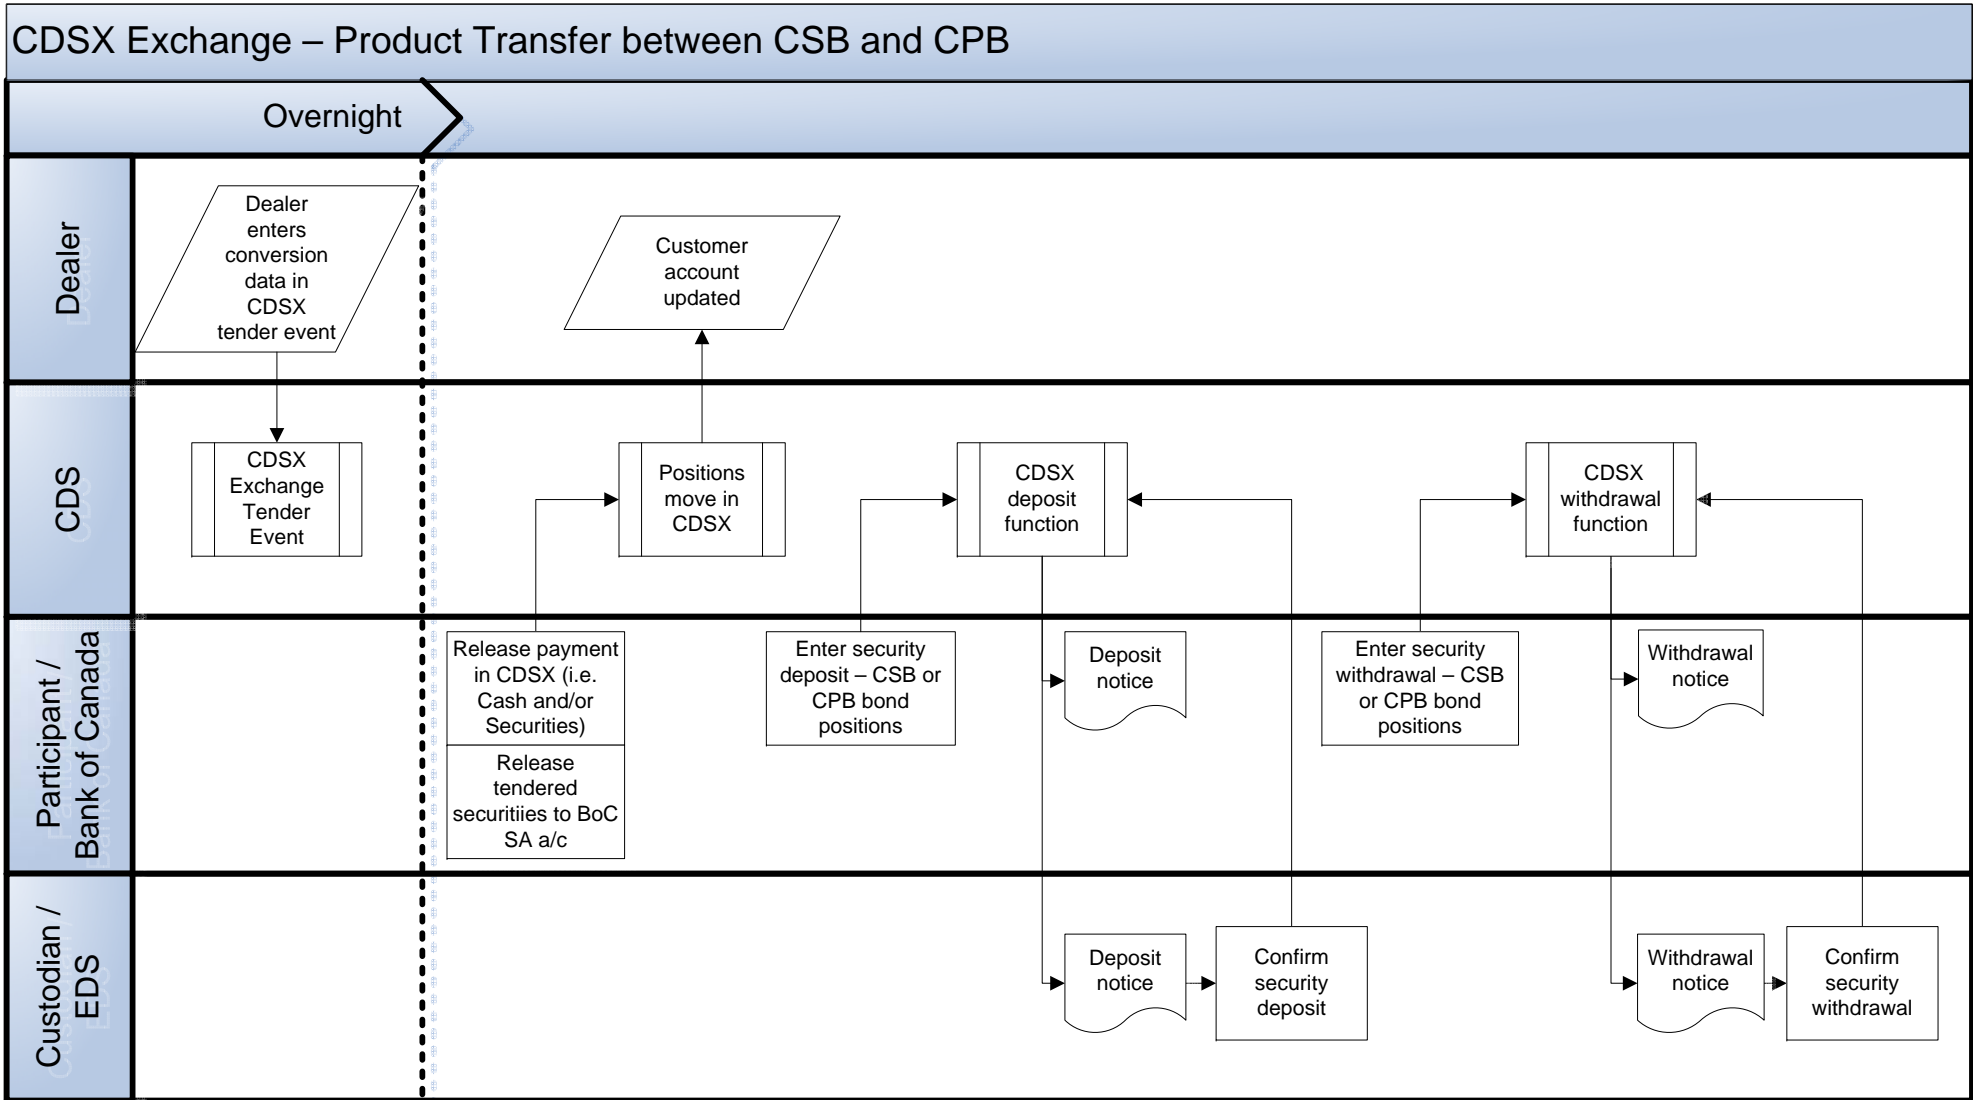 CDSX Exchange – Product Transfer between CSB and CPB
Overnight
Dealer
Dealer
enters
conversion
data in
CDSX
tender event
Customer
account
updated
CDS
CDSX
Exchange
Tender
Event
Positions
move in
CDSX
CDSX
deposit
function
CDSX
withdrawal
function
Participant /
Bank of Canada
Release payment
in CDSX (i.e.
Cash and/or
Securities)
Release
tendered
securitiies to BoC
SA a/c
Enter security
deposit – CSB or
CPB bond
positions
Deposit
notice
Enter security
withdrawal – CSB
or CPB bond
positions
Withdrawal
notice
Custodian /
EDS
Deposit
notice
Confirm
security
deposit
Withdrawal
notice
Confirm
security
withdrawal